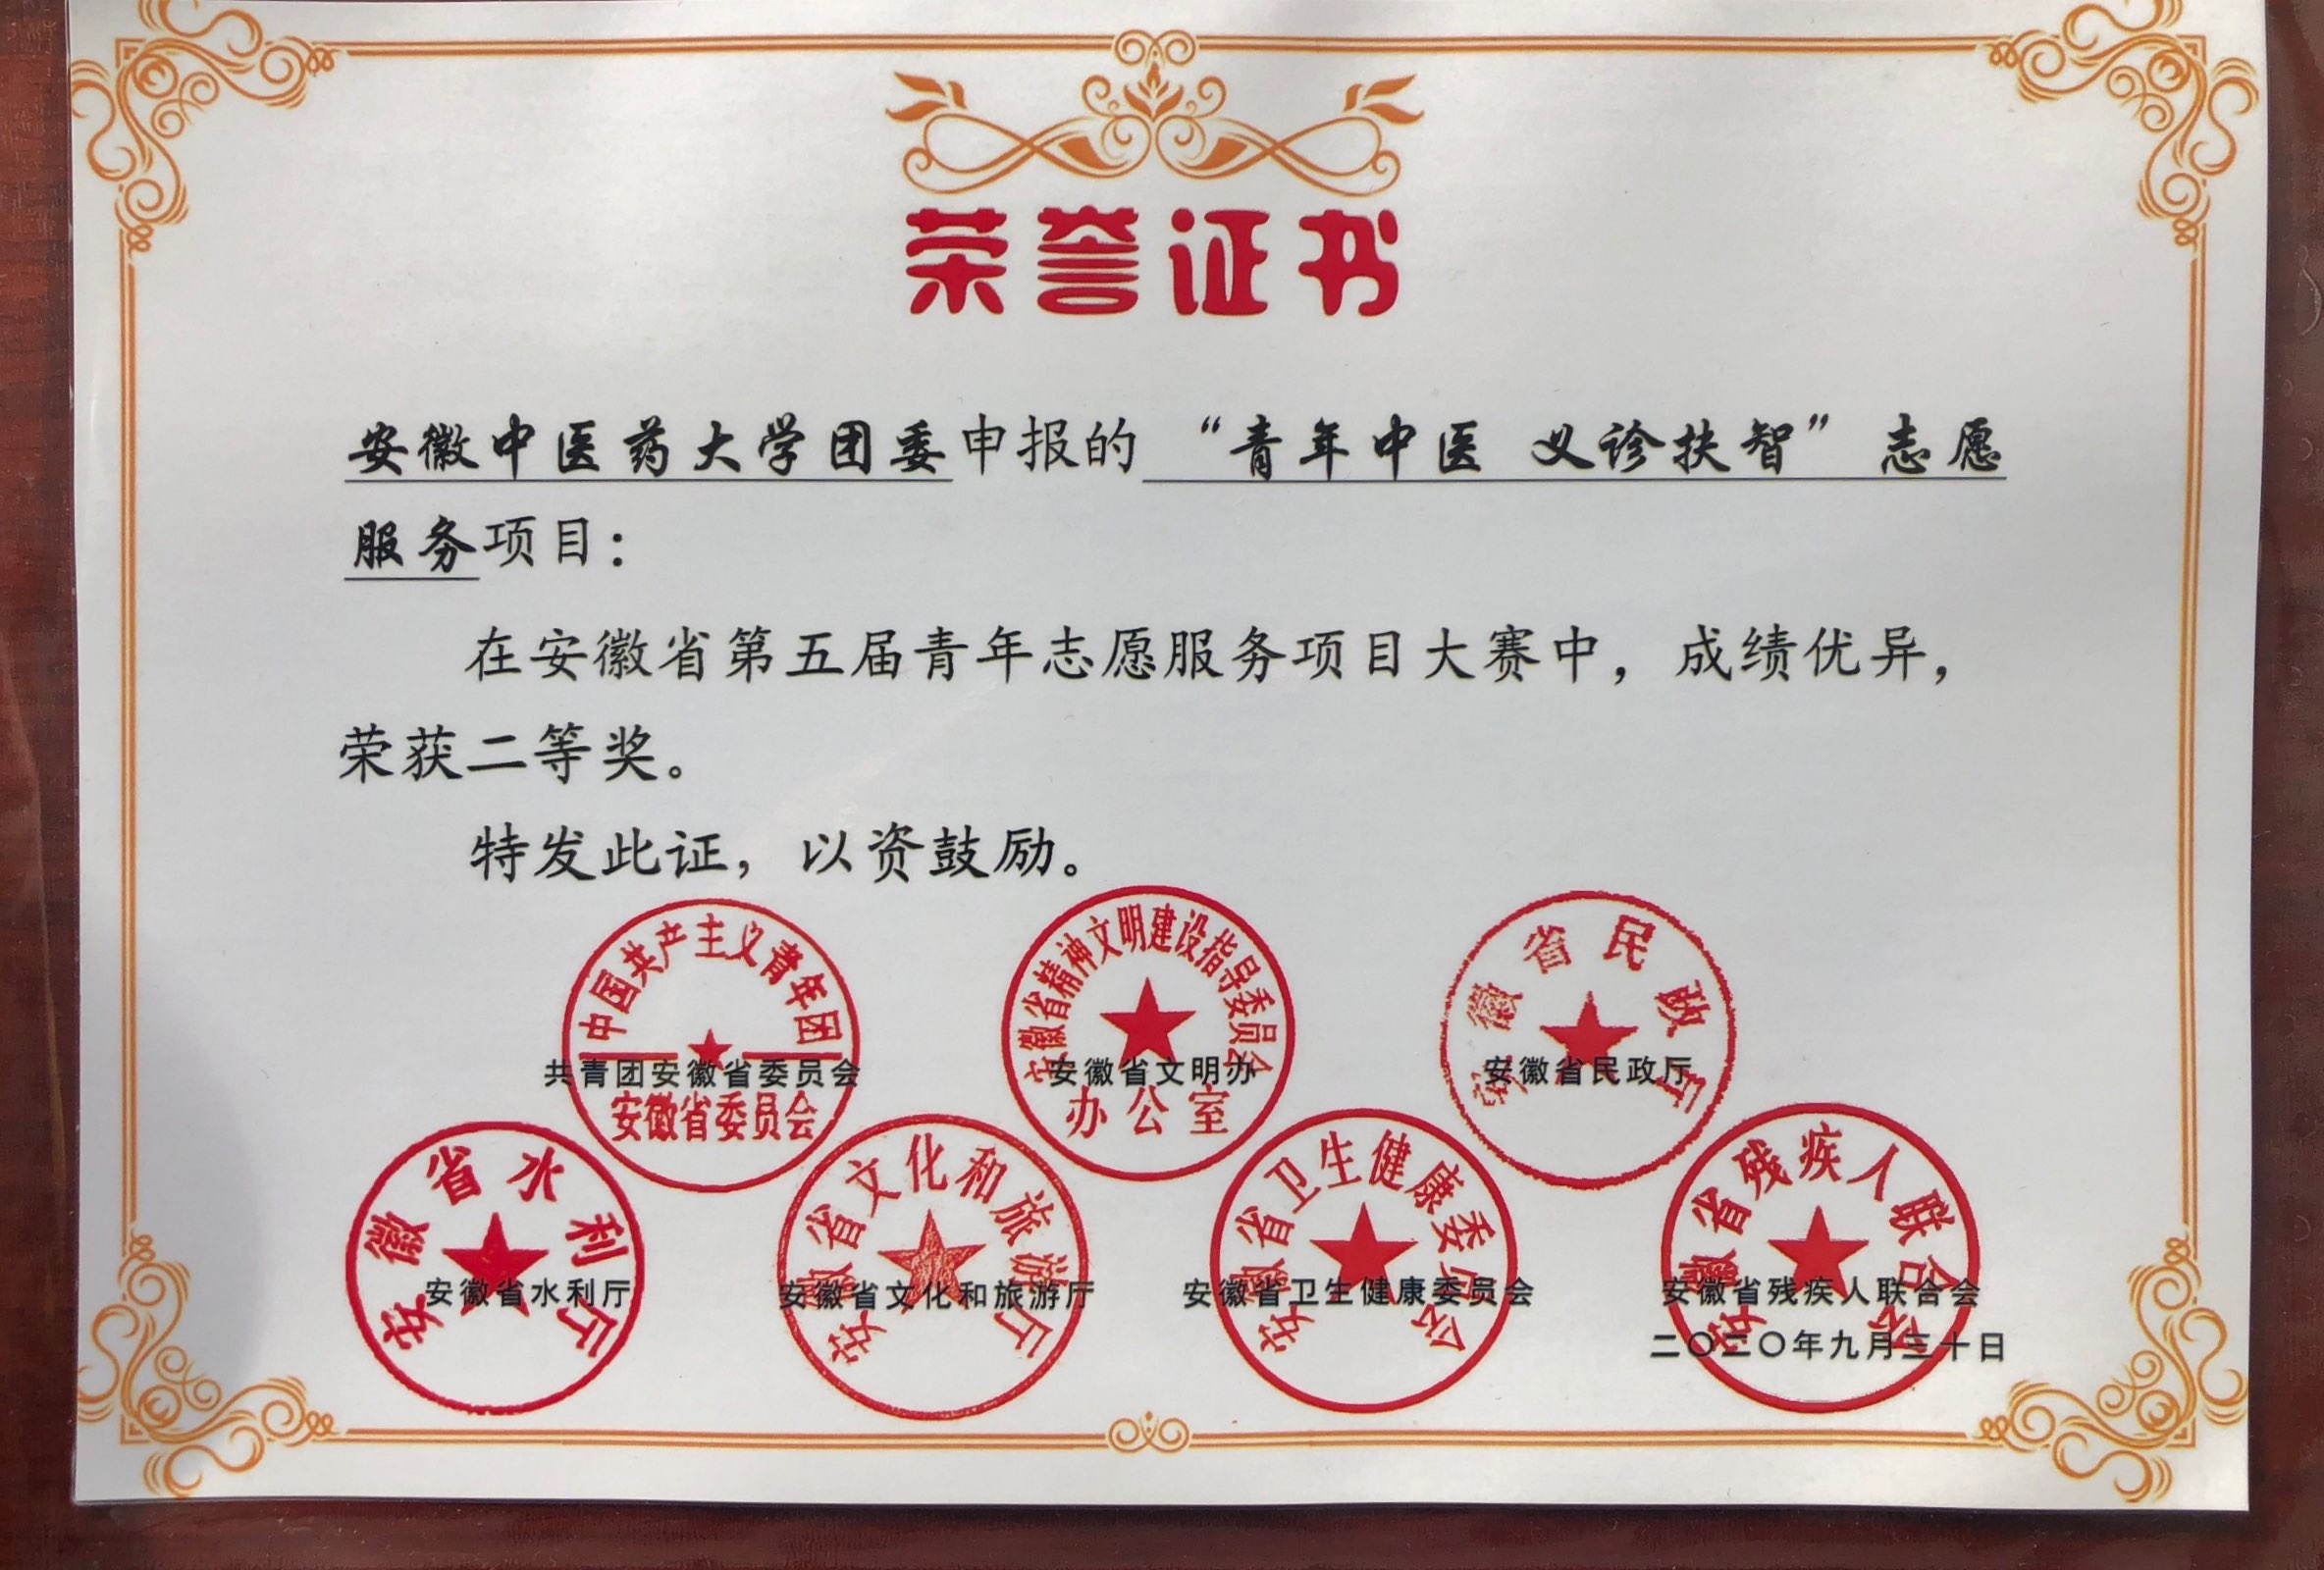 荣誉证书
安徽中医药大学团委申报的“青年中医 义诊扶智”志愿
服务项目：
在安徽省第五届青年志愿服务项目大赛中，成绩优异，
荣获二等奖。
特发此证，以资鼓励。
中国共产主义青年团
安徽省委员会
共青团安徽省委员会
安徽省精神文明建设指导委员会
办公室
安徽省文明办
安徽省民政厅
安徽省民政厅
安徽省水利厅
安徽省水利厅
安徽省文化和旅游厅
安徽省文化和旅游厅
安徽省卫生健康委员会
安徽省卫生健康委员会
安徽省残疾人联合会
安徽省残疾人联合会
二〇二〇年九月三十日